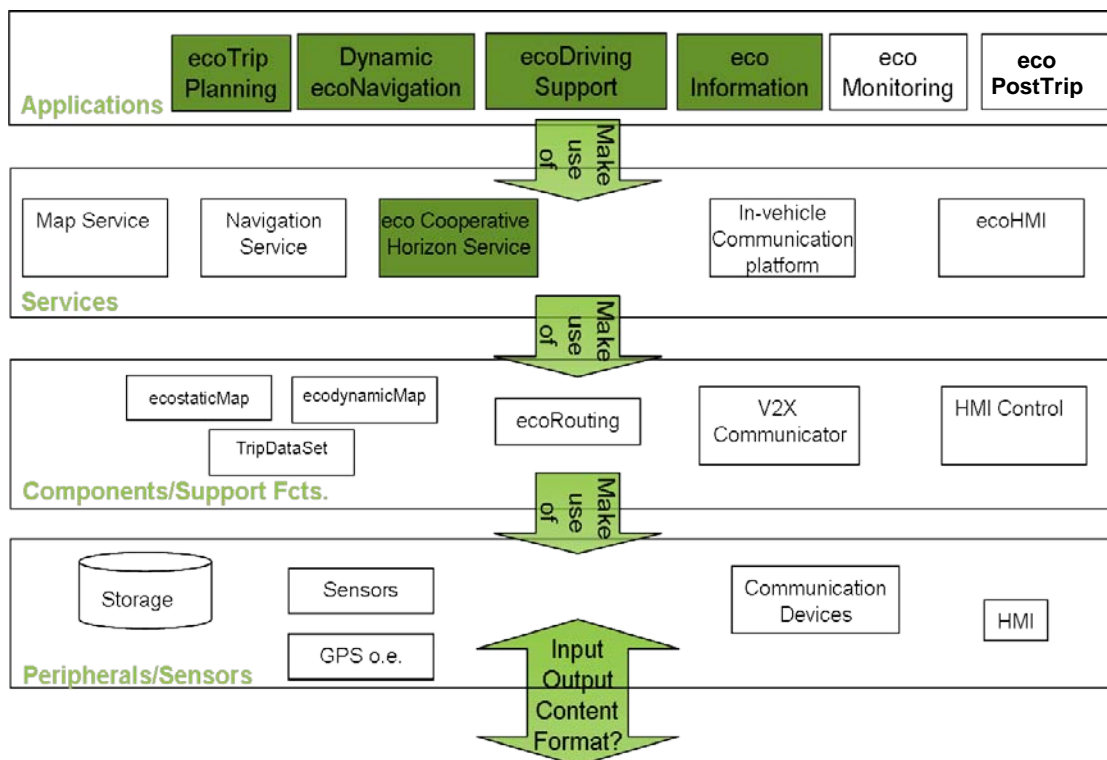 ecoTrip
Planning
Dynamic
ecoNavigation
ecoDriving
Support
eco
Information
eco
Monitoring
eco
PostTrip
Applications
Make
use
of
Map Service
Navigation
Service
eco Cooperative
Horizon Service
In-vehicle
Communication
platform
ecoHMI
Services
Make
use
of
ecostaticMap
ecodynamicMap
TripDataSet
ecoRouting
V2X
Communicator
HMI Control
Components/Support Fcts.
Make
use
of
Storage
Sensors
GPS o.e.
Communication
Devices
HMI
Peripherals/Sensors
Input
Output
Content
Format?